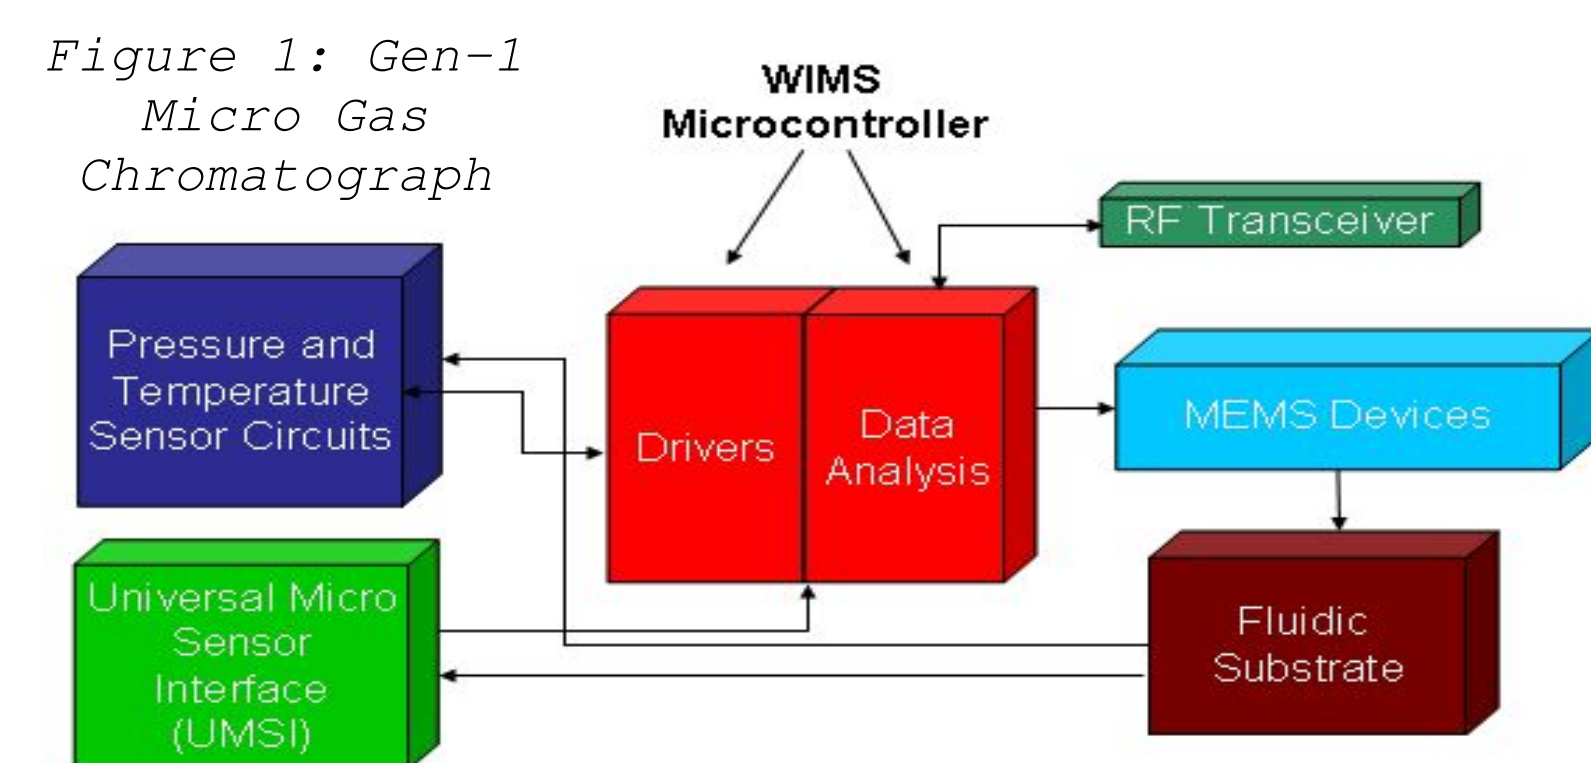 Figure 1: Gen-1
Micro Gas
Chromatograph
WIMS
Microcontroller
RF Transceiver
Pressure and
Temperature
Sensor Circuits
Drivers
Data
Analysis
MEMS Devices
Universal Micro
Sensor
Interface
(UMSI)
Fluidic
Substrate